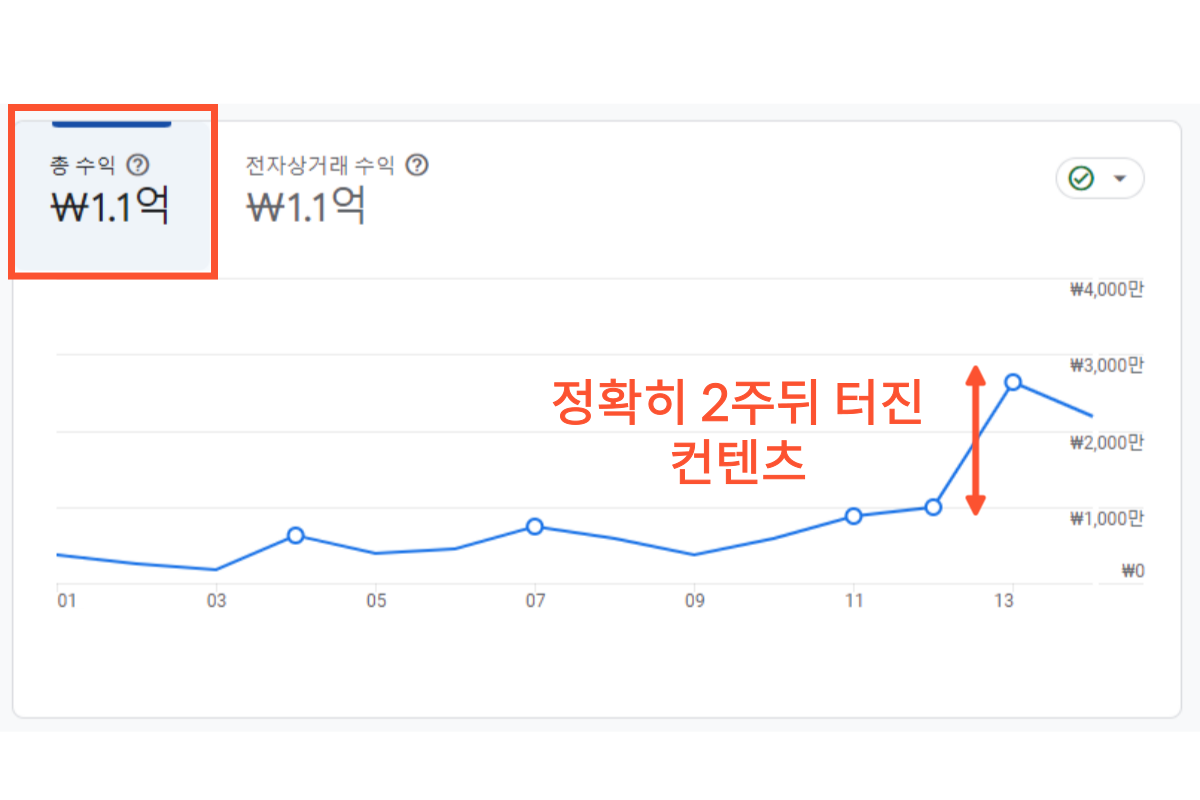 총 수익
₩1.1억
전자상거래 수익
₩1.1억
₩4,000만
₩3,000만
정확히 2주뒤 터진
컨텐츠
₩2,000만
₩1,000만
₩0
01 03 05 07 09 11 13